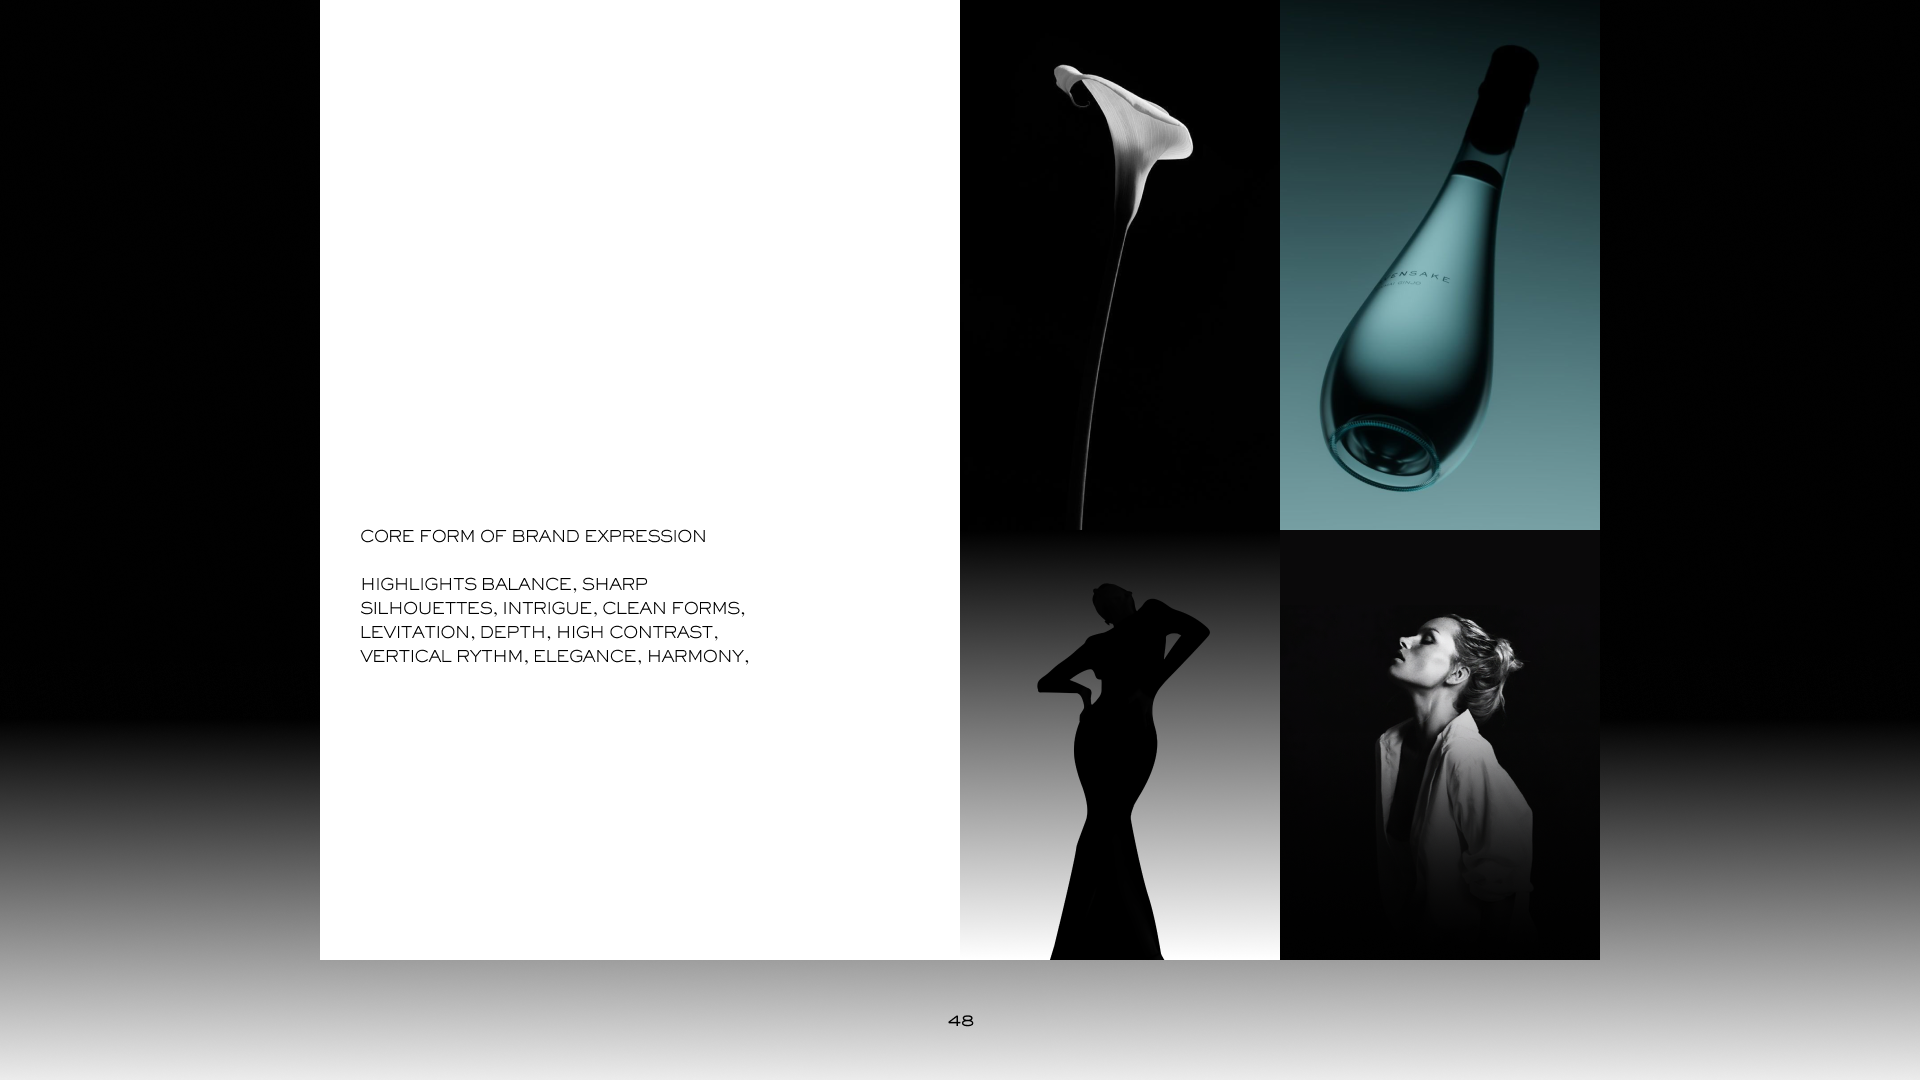 CORE FORM OF BRAND EXPRESSION
HIGHLIGHTS BALANCE, SHARP
SILHOUETTES, INTRIGUE, CLEAN FORMS,
LEVITATION, DEPTH, HIGH CONTRAST,
VERTICAL RYTHM, ELEGANCE, HARMONY,
ENSAKE
48